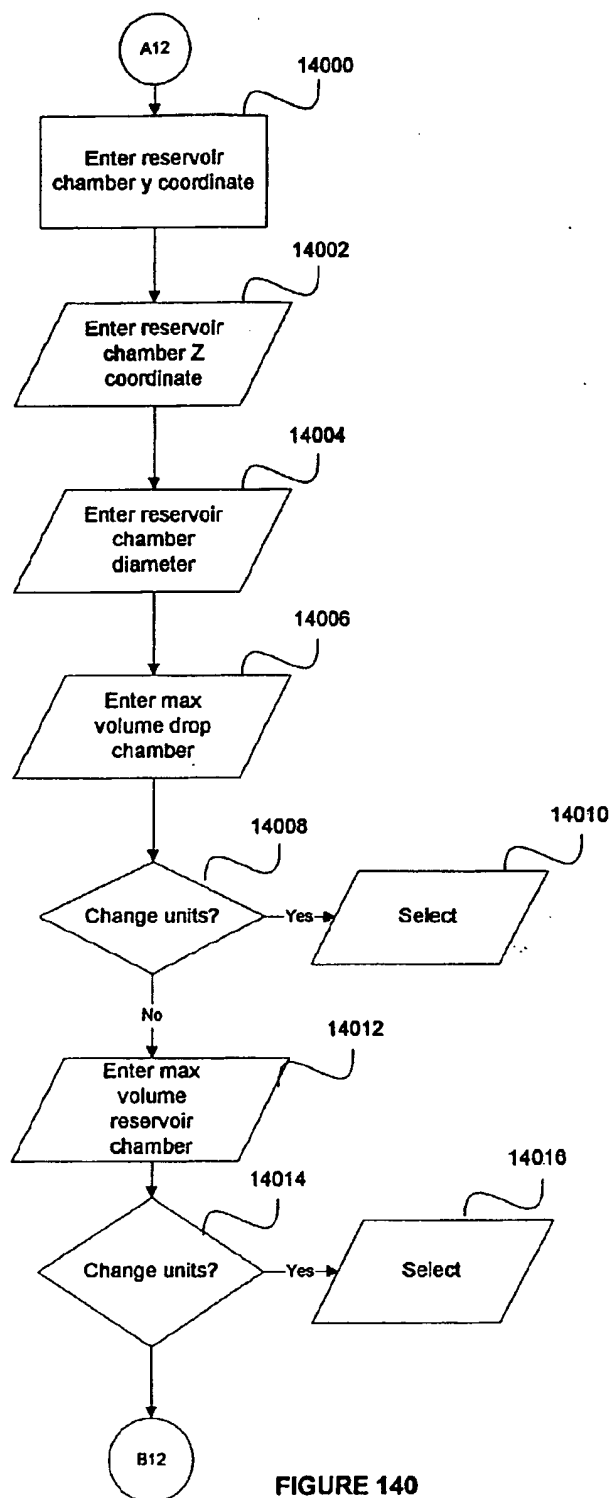 A12
14000
Enter reservoir
chamber y coordinate
14002
Enter reservoir
chamber Z
coordinate
14004
Enter reservoir
chamber
diameter
14006
Enter max
volume drop
chamber
14008
14010
Change units?
Yes
Select
No
14012
Enter max
volume
reservoir
chamber
14014
14016
Change units?
Yes
Select
B12
FIGURE 140